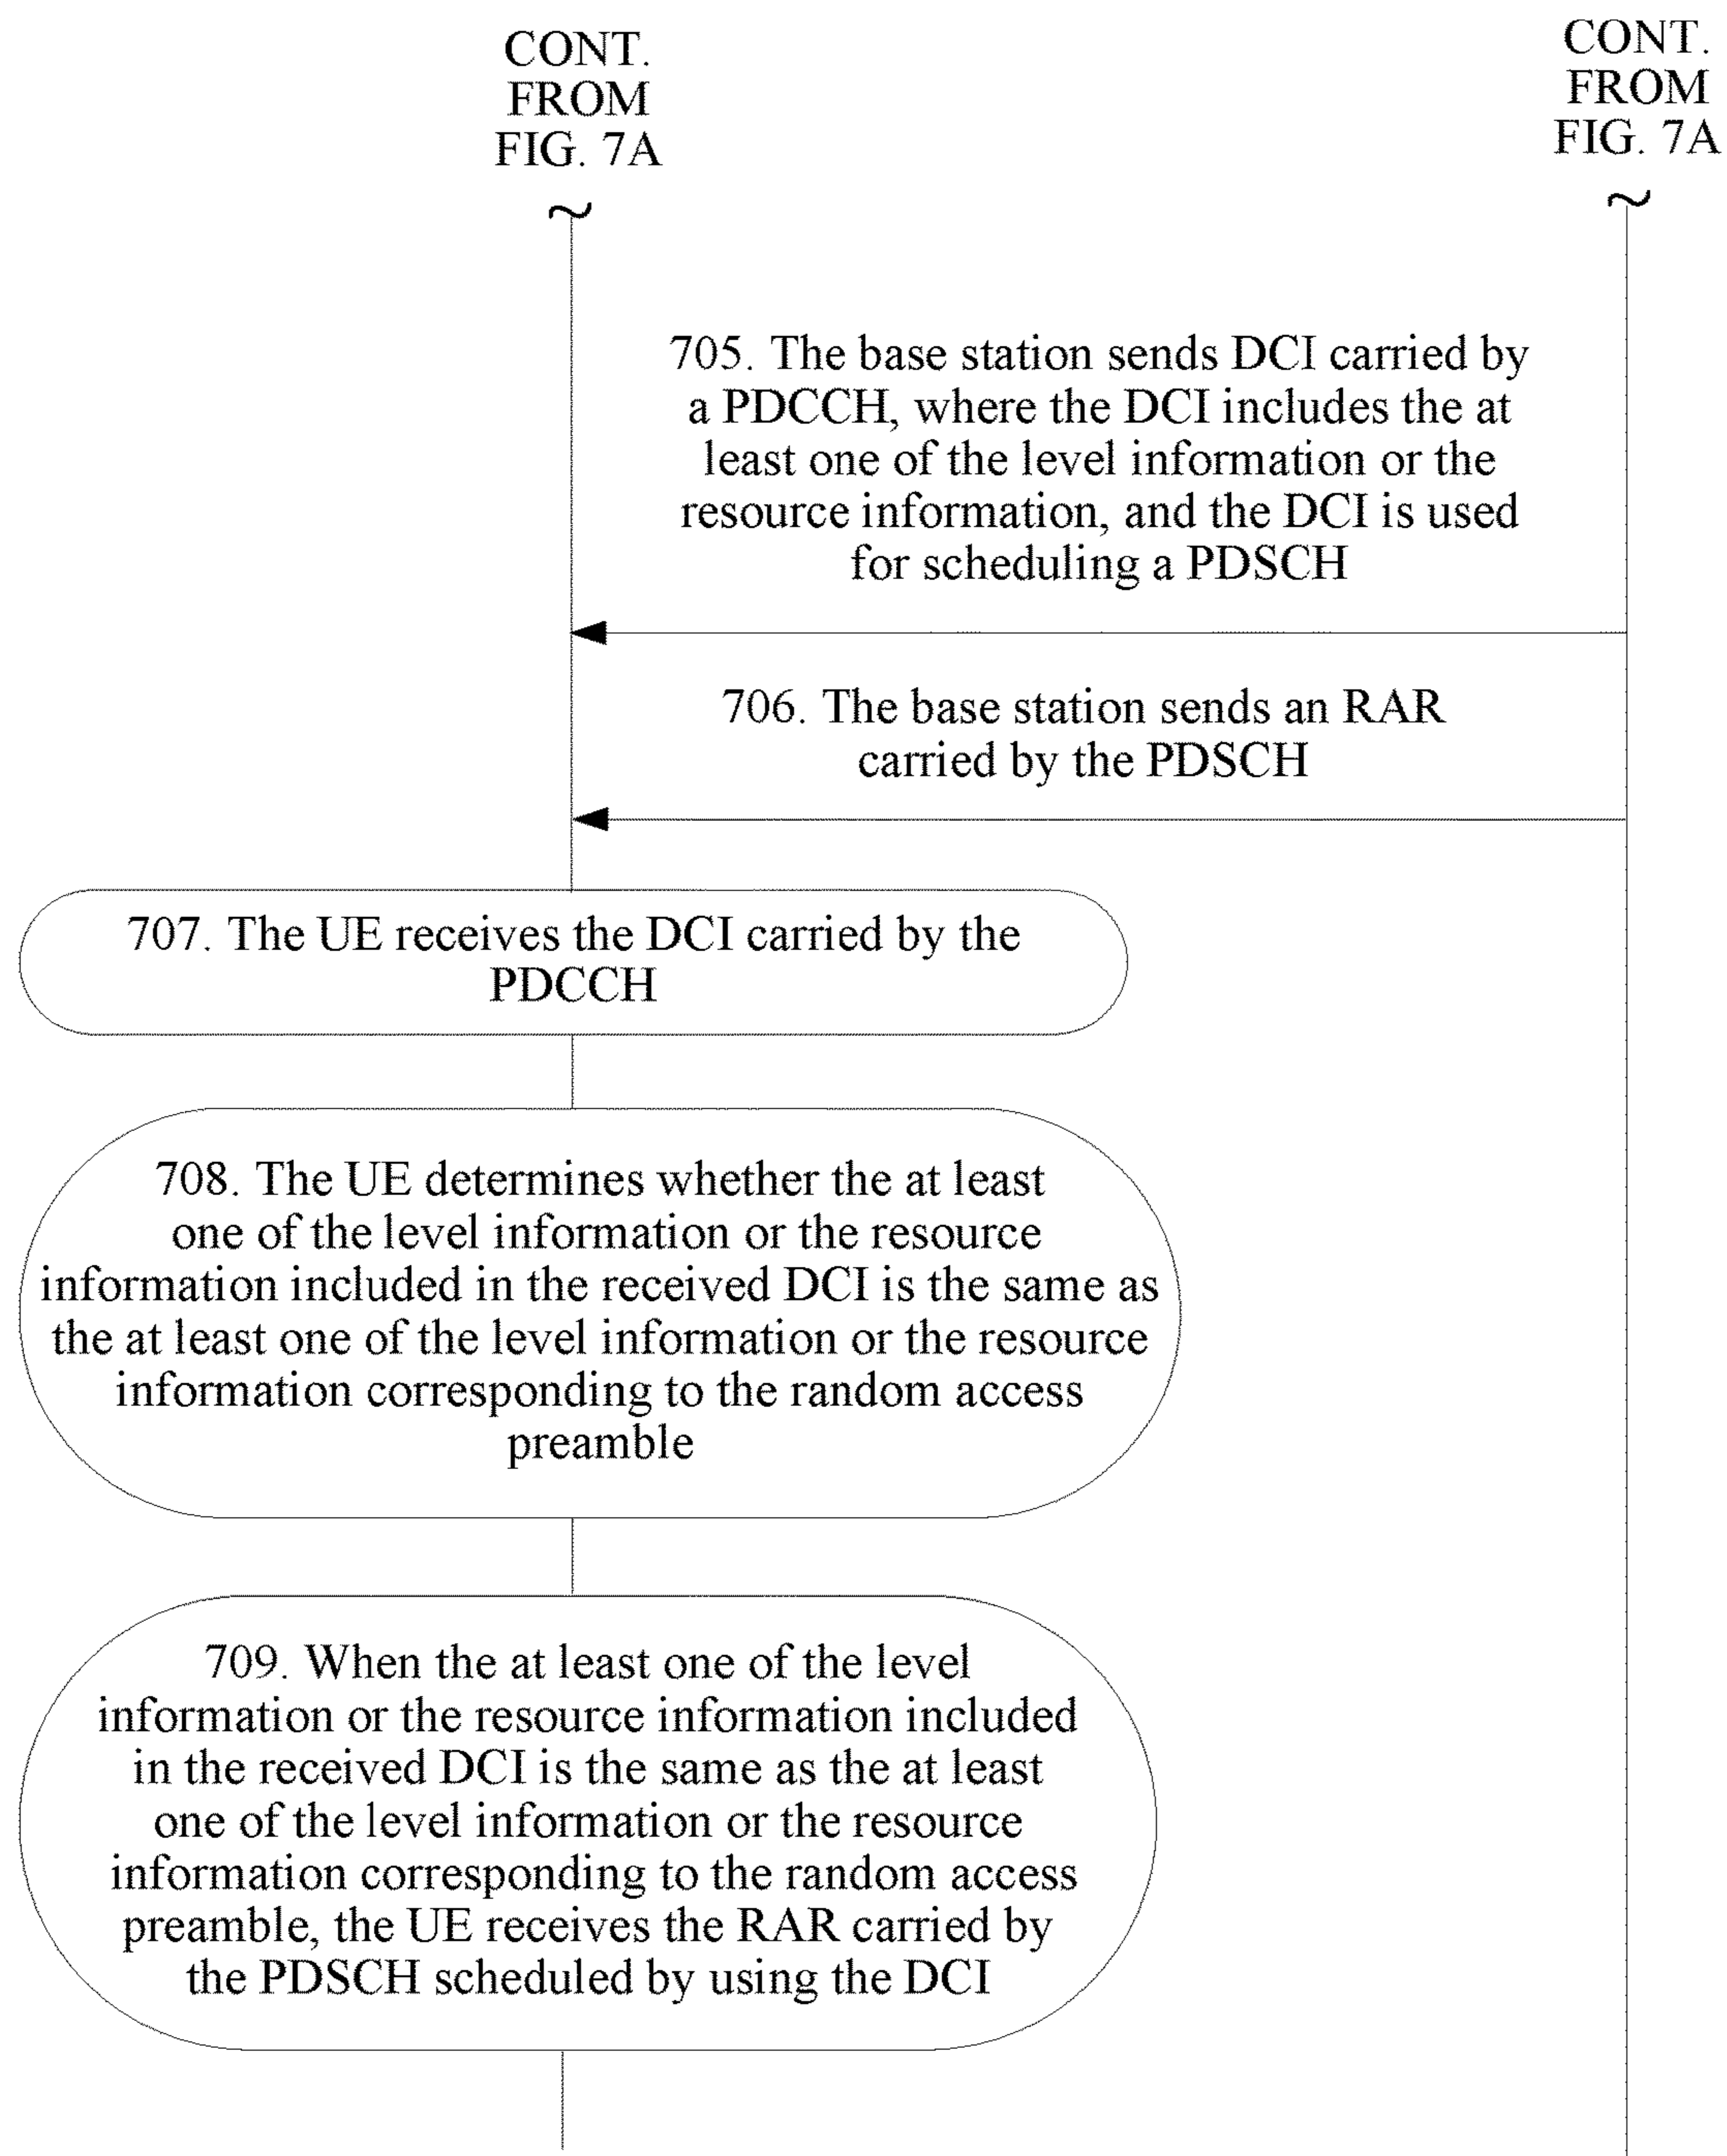 CONT.
FROM
FIG. 7A
CONT.
FROM
FIG. 7A
705. The base station sends DCI carried by
a PDCCH, where the DCI includes the at
least one of the level information or the
resource information, and the DCI is used
for scheduling a PDSCH
706. The base station sends an RAR
carried by the PDSCH
707. The UE receives the DCI carried by the
PDCCH
708. The UE determines whether the at least
one of the level information or the resource
information included in the received DCI is the same as
the at least one of the level information or the resource
information corresponding to the random access
preamble
709. When the at least one of the level
information or the resource information included
in the received DCI is the same as the at least
one of the level information or the resource
information corresponding to the random access
preamble, the UE receives the RAR carried by
the PDSCH scheduled by using the DCI